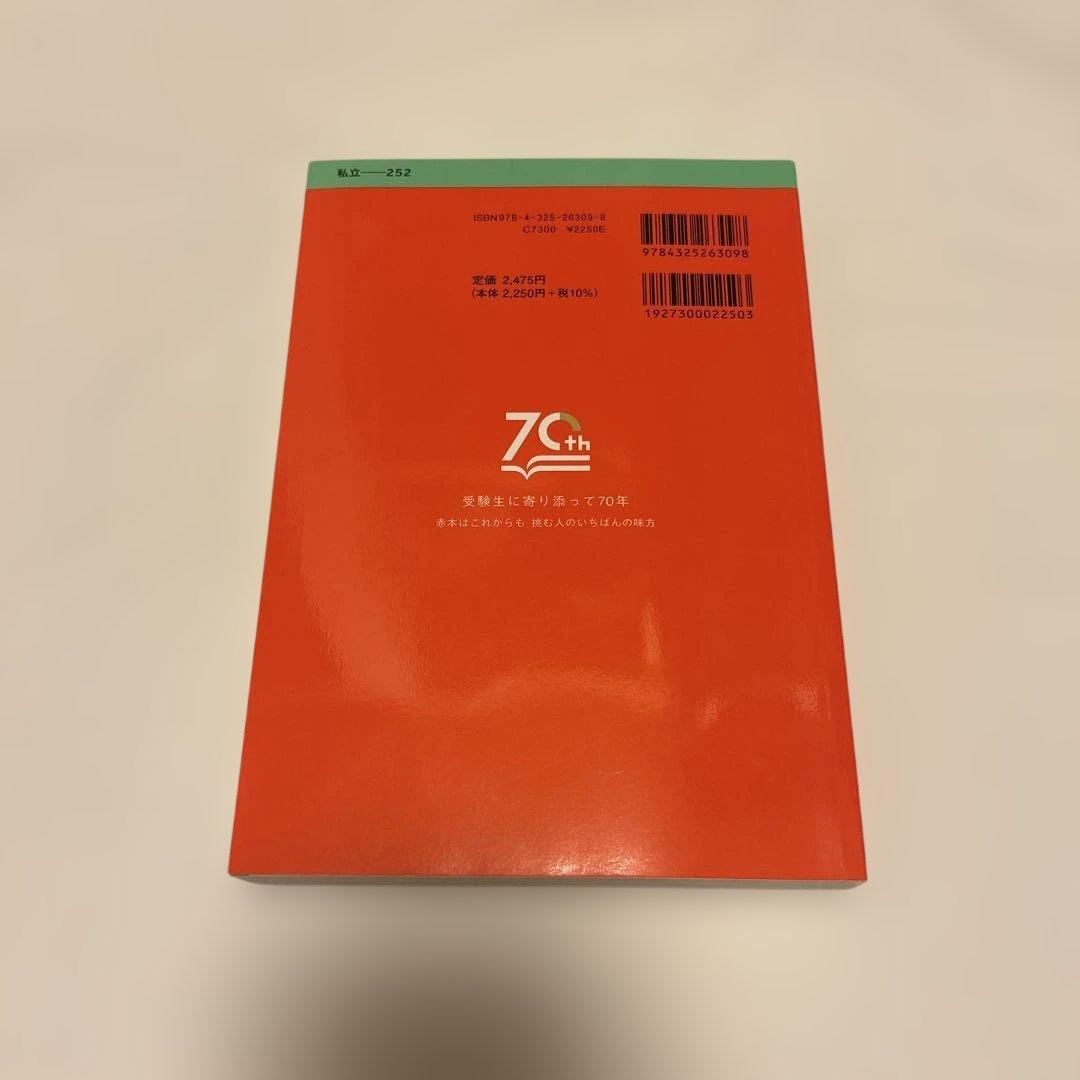 私立――252
ISBN978-4-325-26309-8
C7300 ¥2250E
定価 2,475円
(本体 2,250円+税10%)
9784325263098
1927300022503
70th
受験生に寄り添って70年
赤本はこれからも 挑む人のいちばんの味方